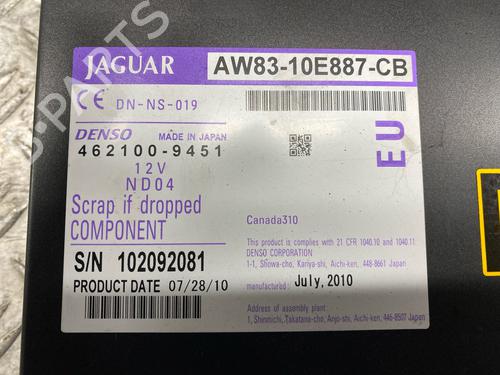 JAGUAR
AW83-10E887-CB
CE DN-NS-019
DENSO MADE IN JAPAN
462100-9451
12V
ND04
EU
Scrap if dropped
COMPONENT
Canada310
This product is complies with 21 CFR 1040.10 and 1040.11
DENSO CORPORATION
1-1, Showa-cho, Kariya-shi, Aichi-ken, 448-8661 Japan
S/N 102092081
PRODUCT DATE 07/28/10
manufactured: July, 2010
Address of assembly plant:
1, Shinmichi, Takatana-cho, Anjo-shi, Aichi-ken, 446-8507 Japan
B-PARTS